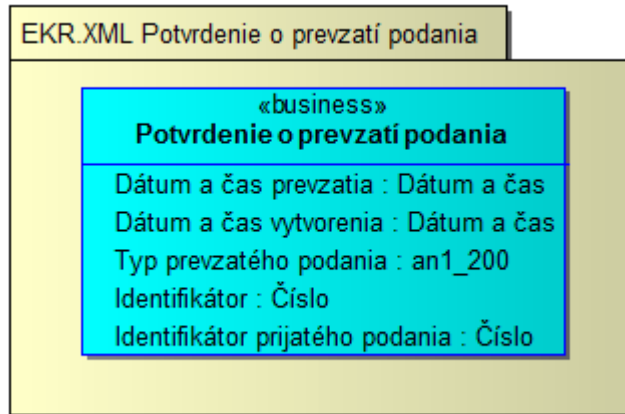 EKR.XML Potvrdenie o prevzatí podania
«business»
Potvrdenie o prevzatí podania
Dátum a čas prevzatia : Dátum a čas
Dátum a čas vytvorenia : Dátum a čas
Typ prevzatého podania : an1_200
Identifikátor : Číslo
Identifikátor prijatého podania : Číslo